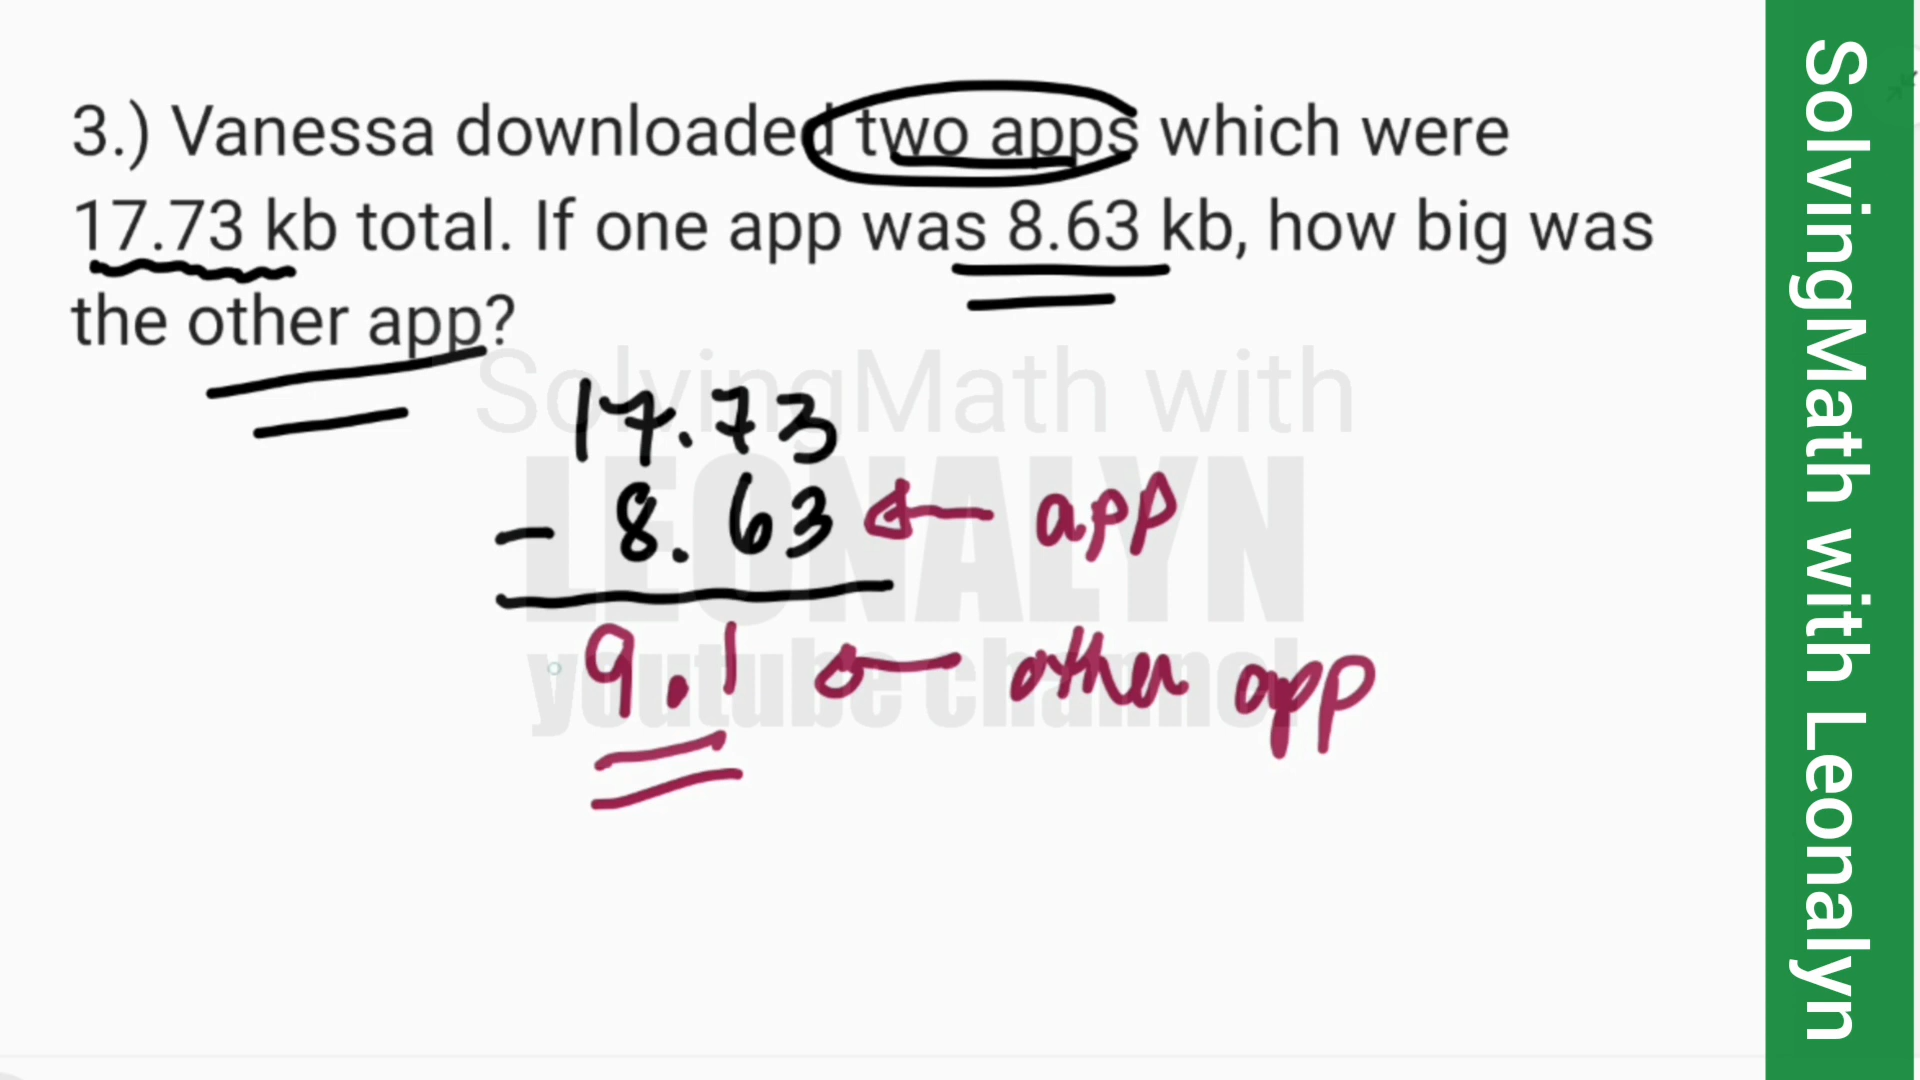 3.) Vanessa downloaded two apps which were
17.73 kb total. If one app was 8.63 kb, how big was
the other app?
SolvingMath with
LEONALYN
youtube channel
17.73
- 8.63 ← app
9.1 ← other app
SolvingMath with Leonalyn